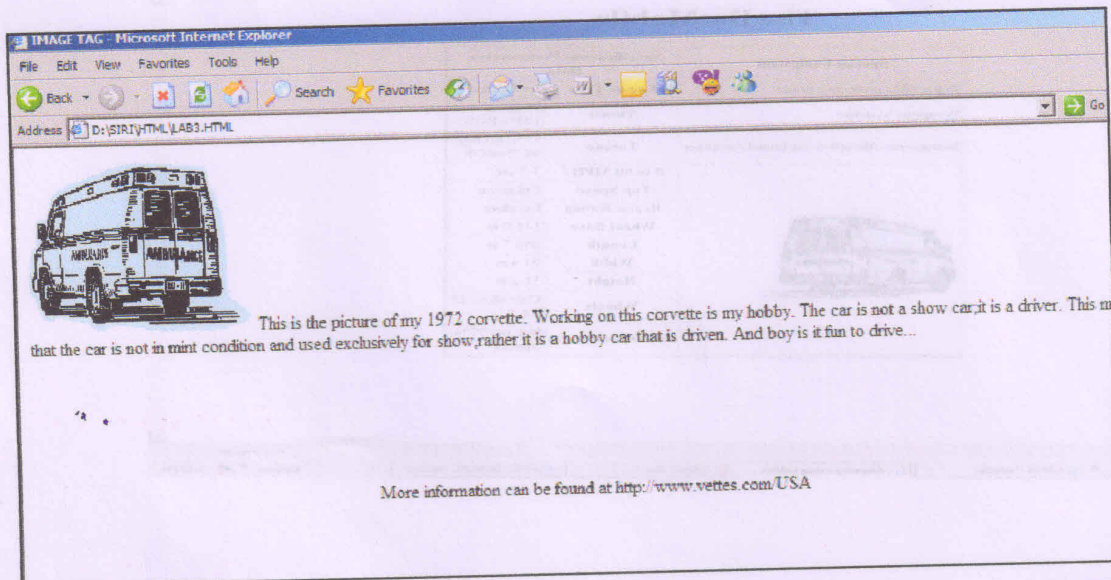 IMAGE TAG - Microsoft Internet Explorer
File Edit View Favorites Tools Help
Back Search Favorites
Address D:\SIRI\HTML\LAB3.HTML Go
AMBULANCE AMBULANCE
This is the picture of my 1972 corvette. Working on this corvette is my hobby. The car is not a show car,it is a driver. This m
that the car is not in mint condition and used exclusively for show,rather it is a hobby car that is driven. And boy is it fun to drive...
More information can be found at http://www.vettes.com/USA